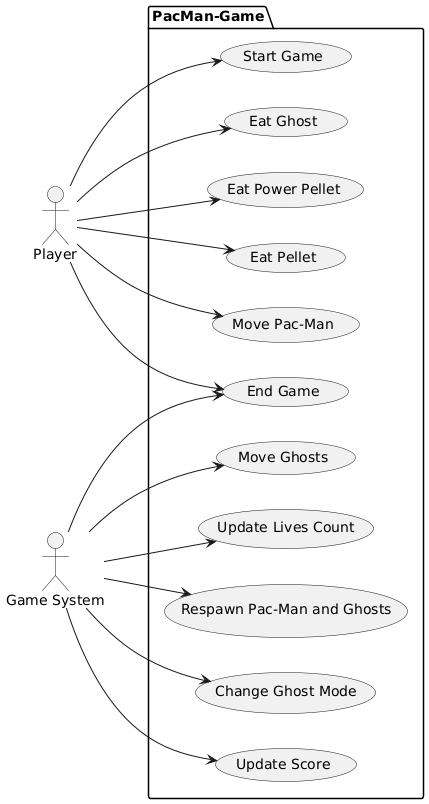 PacMan-Game
Start Game
Eat Ghost
Eat Power Pellet
Player
Eat Pellet
Move Pac-Man
End Game
Move Ghosts
Update Lives Count
Game System
Respawn Pac-Man and Ghosts
Change Ghost Mode
Update Score